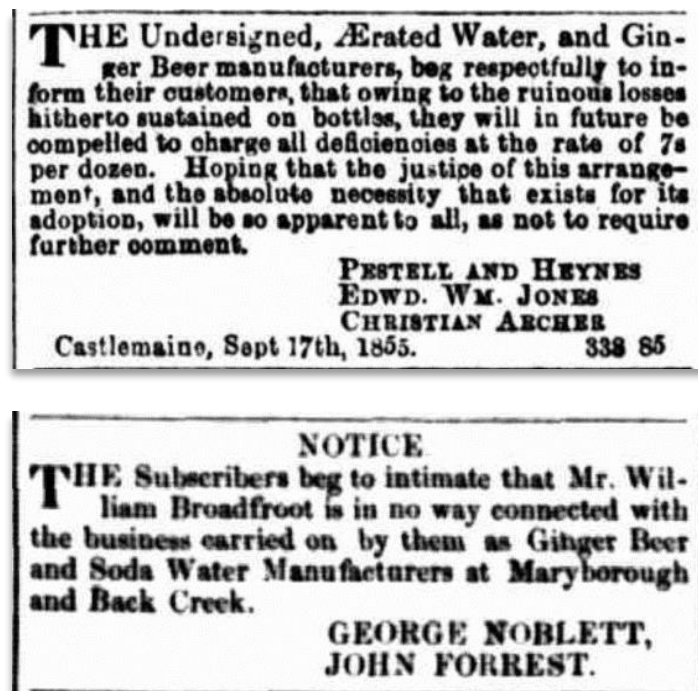 THE Undersigned, Ærated Water, and Gin-
ger Beer manufacturers, beg respectfully to in-
form their customers, that owing to the ruinous losses
hitherto sustained on bottles, they will in future be
compelled to charge all deficiencies at the rate of 7s
per dozen. Hoping that the justice of this arrange-
ment, and the absolute necessity that exists for its
adoption, will be so apparent to all, as not to require
further comment.
PESTELL AND HEYNES
EDWD. WM. JONES
CHRISTIAN ARCHER
Castlemaine, Sept 17th, 1855. 338 85
NOTICE
THE Subscribers beg to intimate that Mr. Wil-
liam Broadfroot is in no way connected with
the business carried on by them as Ginger Beer
and Soda Water Manufacturers at Maryborough
and Back Creek.
GEORGE NOBLETT,
JOHN FORREST.